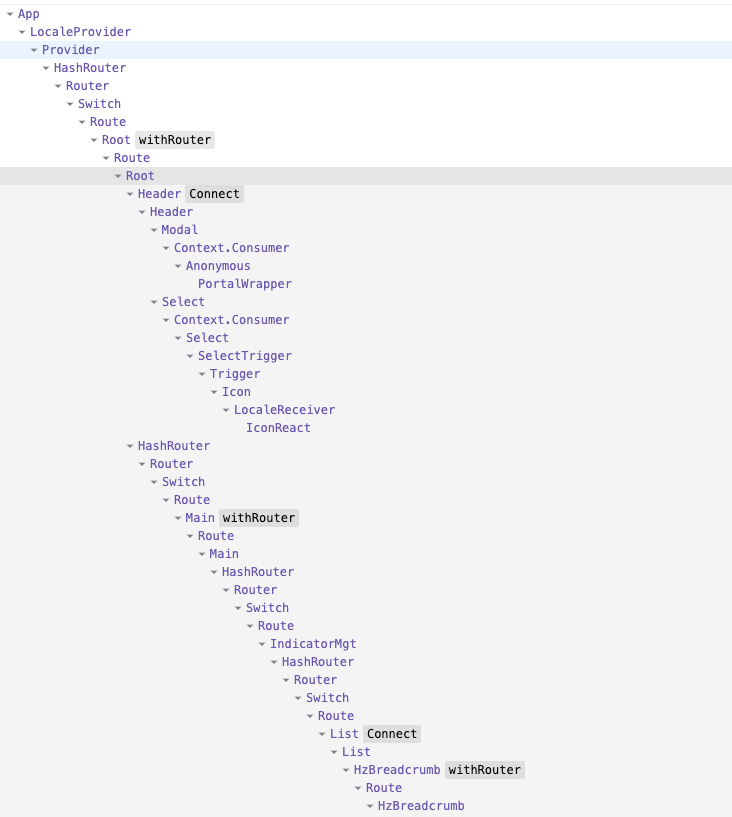 App
LocaleProvider
Provider
HashRouter
Router
Switch
Route
Root withRouter
Route
Root
Header Connect
Header
Modal
Context.Consumer
Anonymous
PortalWrapper
Select
Context.Consumer
Select
SelectTrigger
Trigger
Icon
LocaleReceiver
IconReact
HashRouter
Router
Switch
Route
Main withRouter
Route
Main
HashRouter
Router
Switch
Route
IndicatorMgt
HashRouter
Router
Switch
Route
List Connect
List
HzBreadcrumb withRouter
Route
HzBreadcrumb